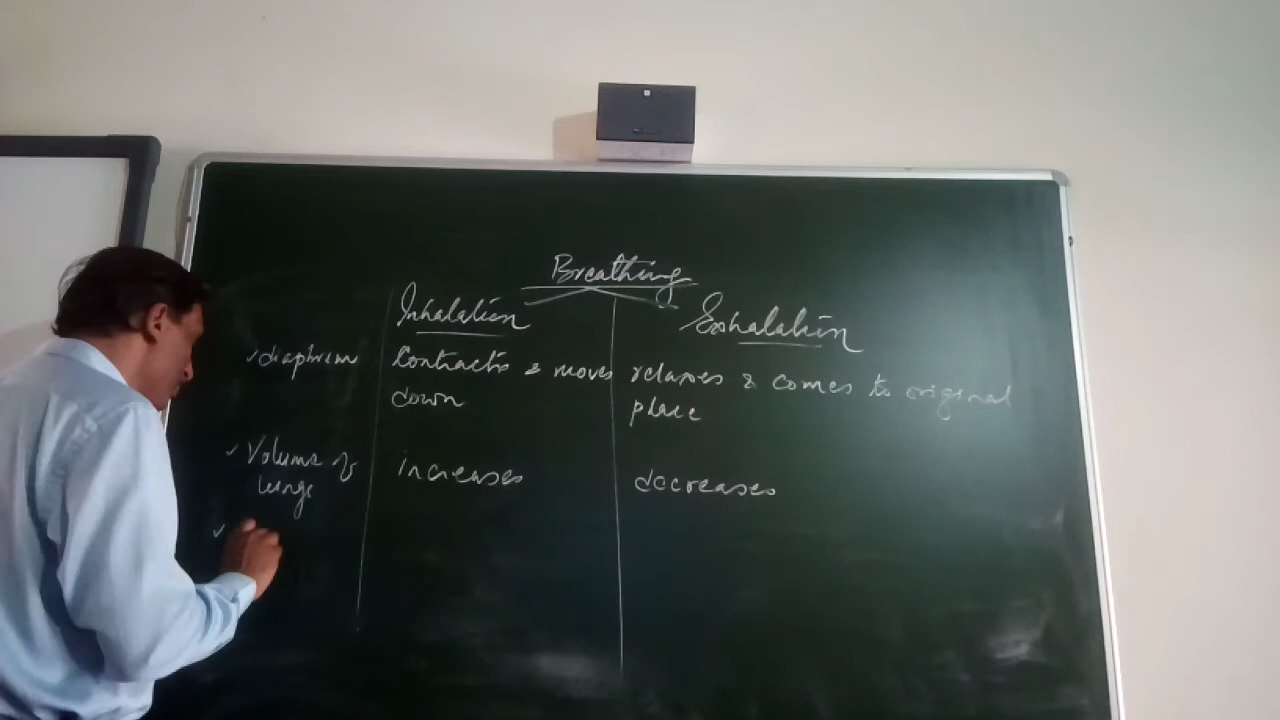 Breathing
Inhalation
Exhalation
✓diaphram
Contracts & moves
down
relaxes & comes to original
place
✓Volume of
lungs
increases
decreases
✓